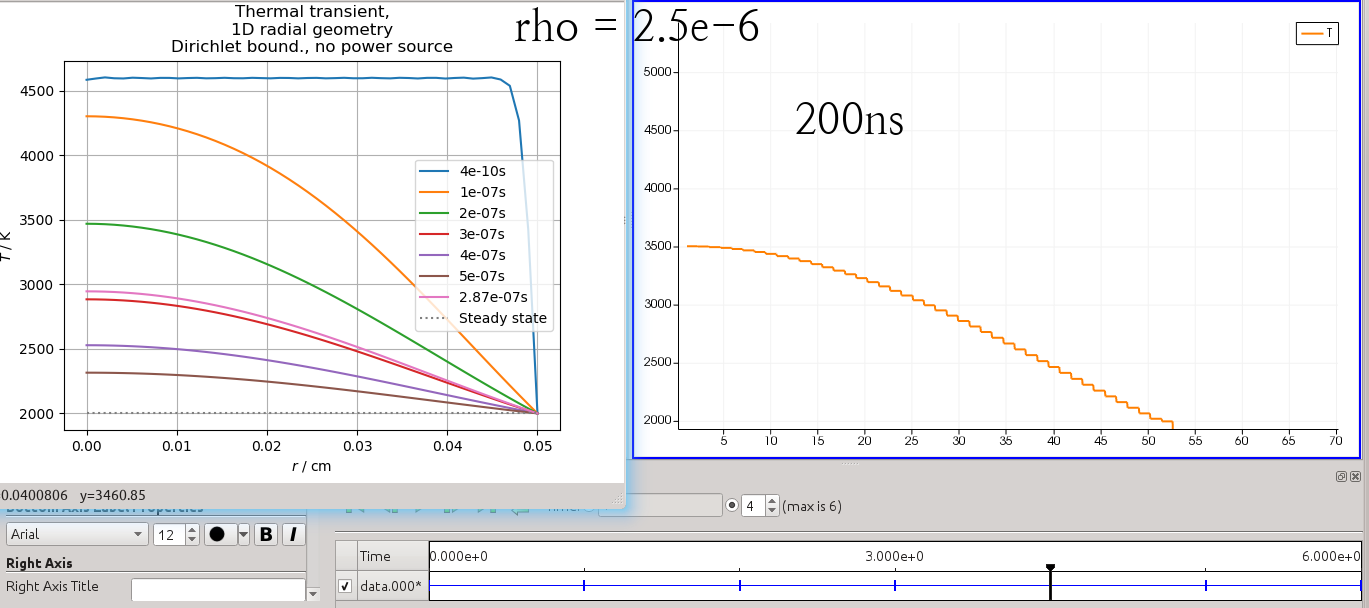 Thermal transient,
1D radial geometry
Dirichlet bound., no power source
rho = 2.5e−6
T
5000
4500
4000
3500
3000
2500
2000
200ns
5 10 15 20 25 30 35 40 45 50 55 60 65 70
4500
4000
3500
3000
2500
2000
T / K
4e-10s
1e-07s
2e-07s
3e-07s
4e-07s
5e-07s
2.87e-07s
Steady state
0.00 0.01 0.02 0.03 0.04 0.05
r / cm
0.0400806 y=3460.85
Bottom Axis Label Properties
4 (max is 6)
Arial 12 B I
Right Axis
Right Axis Title
Time 0.000e+0 3.000e+0 6.000e+0
data.000*